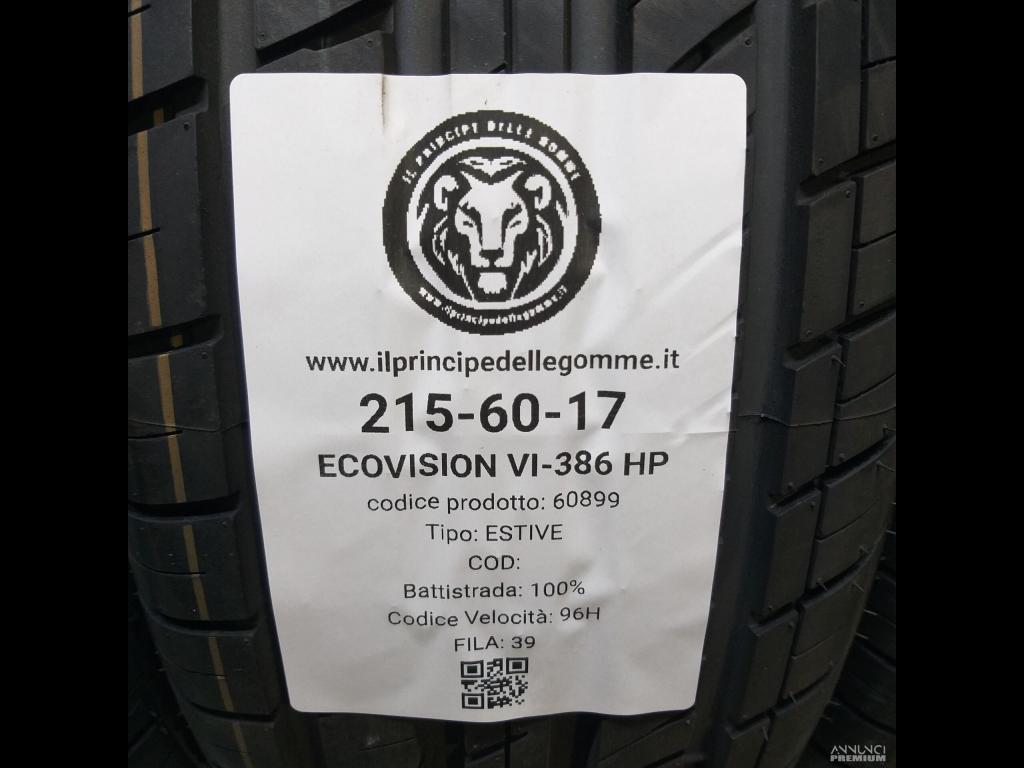 IL PRINCIPE DELLE GOMME
www.ilprincipedellegomme.it
www.ilprincipedellegomme.it
215-60-17
ECOVISION VI-386 HP
codice prodotto: 60899
Tipo: ESTIVE
COD:
Battistrada: 100%
Codice Velocità: 96H
FILA: 39
ANNUNCI
PREMIUM